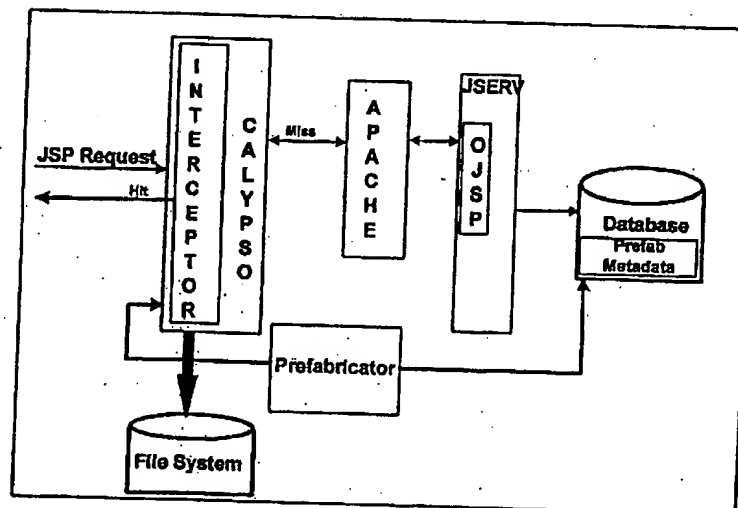 INTERCEPTOR
CALYPSO
JSP Request
Hit
Miss
APACHE
JSERV
OJSP
Database
Prefab
Metadata
Prefabricator
File System